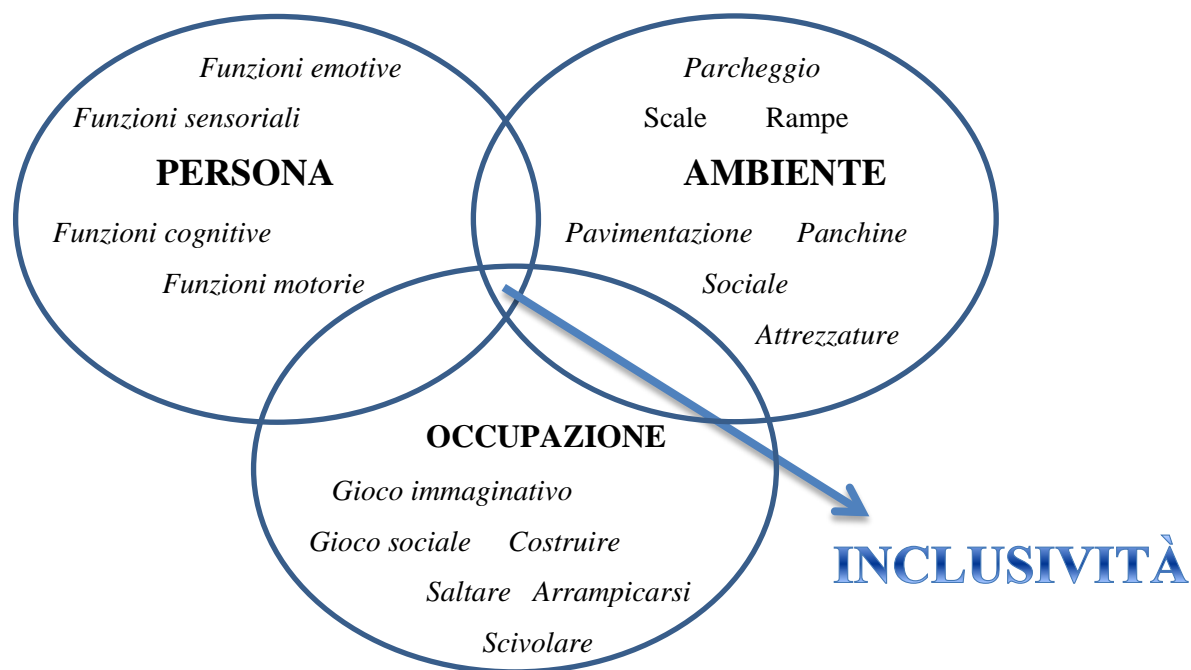 Funzioni emotive
Funzioni sensoriali
PERSONA
Funzioni cognitive
Funzioni motorie
Parcheggio
Scale Rampe
AMBIENTE
Pavimentazione Panchine
Sociale
Attrezzature
OCCUPAZIONE
Gioco immaginativo
Gioco sociale Costruire
Saltare Arrampicarsi
Scivolare
INCLUSIVITÀ